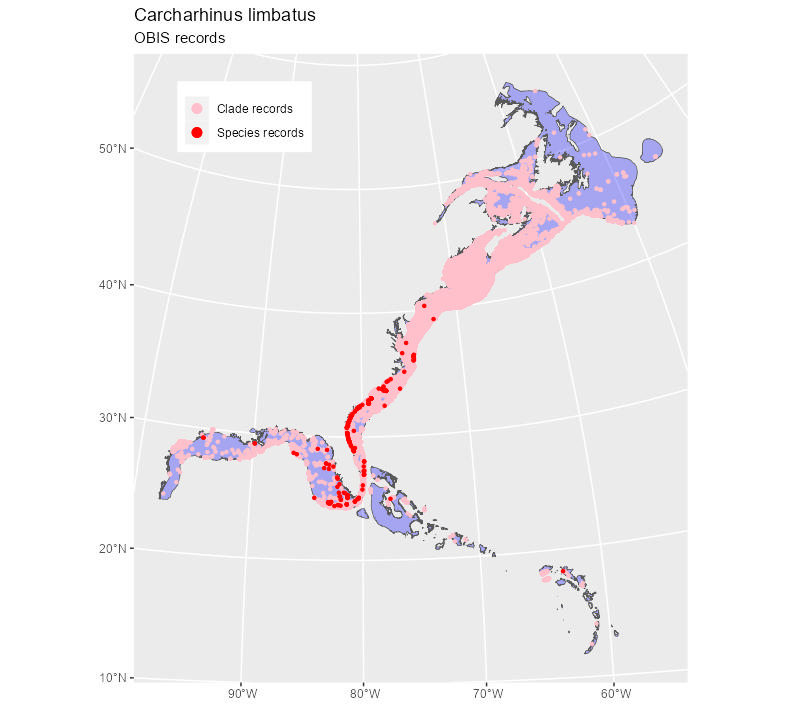 Carcharhinus limbatus
OBIS records
Clade records
Species records
50°N
40°N
30°N
20°N
10°N
90°W 80°W 70°W 60°W